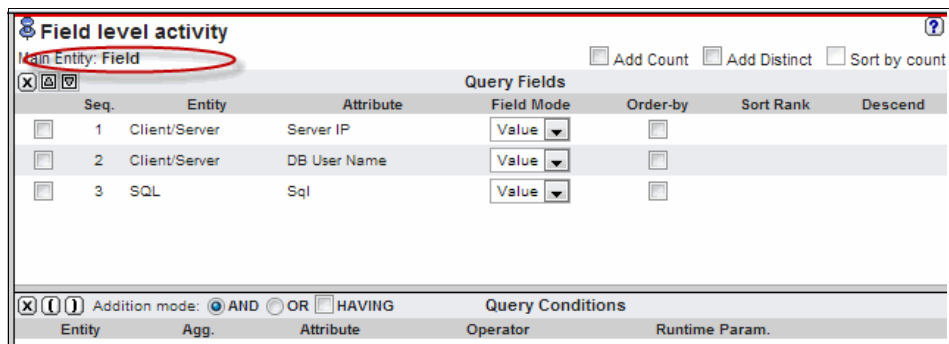 Field level activity ?
Main Entity: Field Add Count Add Distinct Sort by count
X Query Fields
Seq. Entity Attribute Field Mode Order-by Sort Rank Descend
1 Client/Server Server IP Value
2 Client/Server DB User Name Value
3 SQL Sql Value
X ( ) Addition mode: AND OR HAVING Query Conditions
Entity Agg. Attribute Operator Runtime Param.